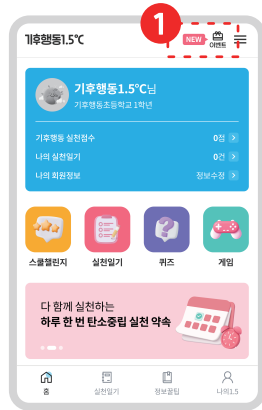 1
기후행동1.5℃
NEW
이벤트
기후행동1.5℃님
기후행동초등학교 1학년
기후행동 실천점수 0점 >
나의 실천일기 0건 >
나의 회원정보 정보수정 >
스쿨챌린지 실천일기 퀴즈 게임
다 함께 실천하는
하루 한 번 탄소중립 실천 약속
홈 실천일기 정보꿀팁 나의1.5